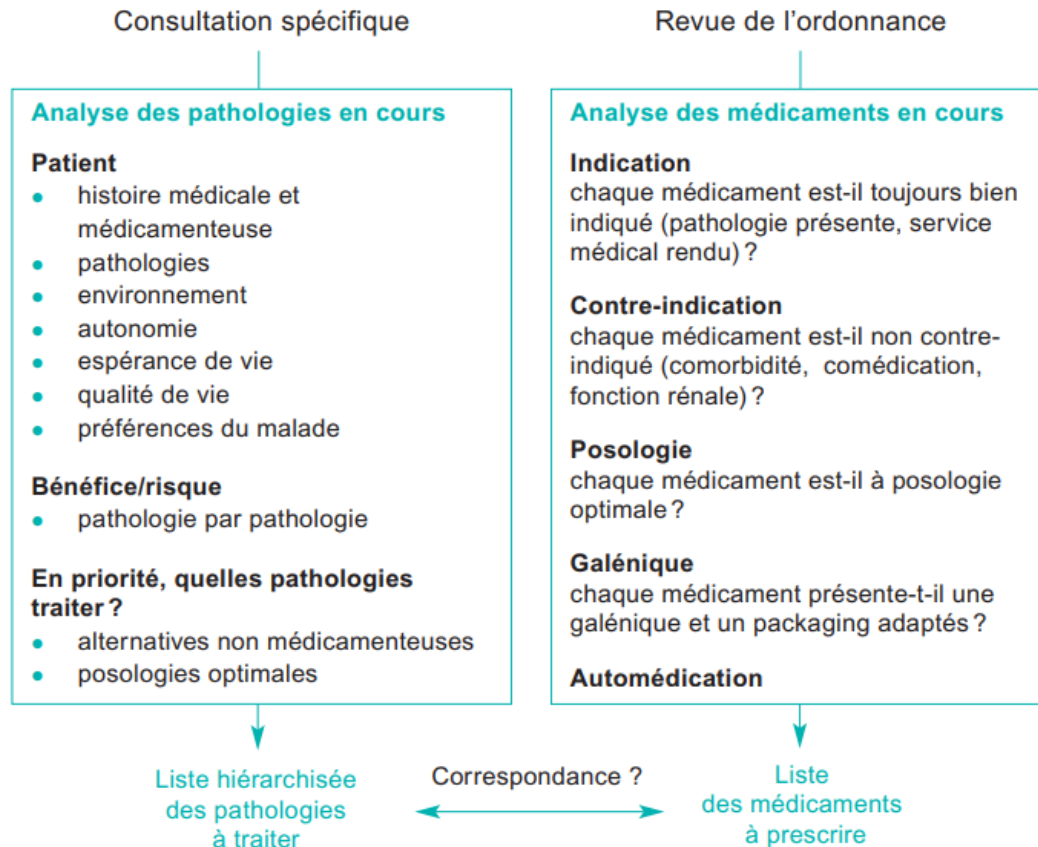 Consultation spécifique
Analyse des pathologies en cours
Patient
• histoire médicale et
médicamenteuse
• pathologies
• environnement
• autonomie
• espérance de vie
• qualité de vie
• préférences du malade
Bénéfice/risque
• pathologie par pathologie
En priorité, quelles pathologies
traiter ?
• alternatives non médicamenteuses
• posologies optimales
Liste hiérarchisée
des pathologies
à traiter
Correspondance ?
Revue de l'ordonnance
Analyse des médicaments en cours
Indication
chaque médicament est-il toujours bien
indiqué (pathologie présente, service
médical rendu) ?
Contre-indication
chaque médicament est-il non contre-
indiqué (comorbidité, comédication,
fonction rénale) ?
Posologie
chaque médicament est-il à posologie
optimale ?
Galénique
chaque médicament présente-t-il une
galénique et un packaging adaptés ?
Automédication
Liste
des médicaments
à prescrire